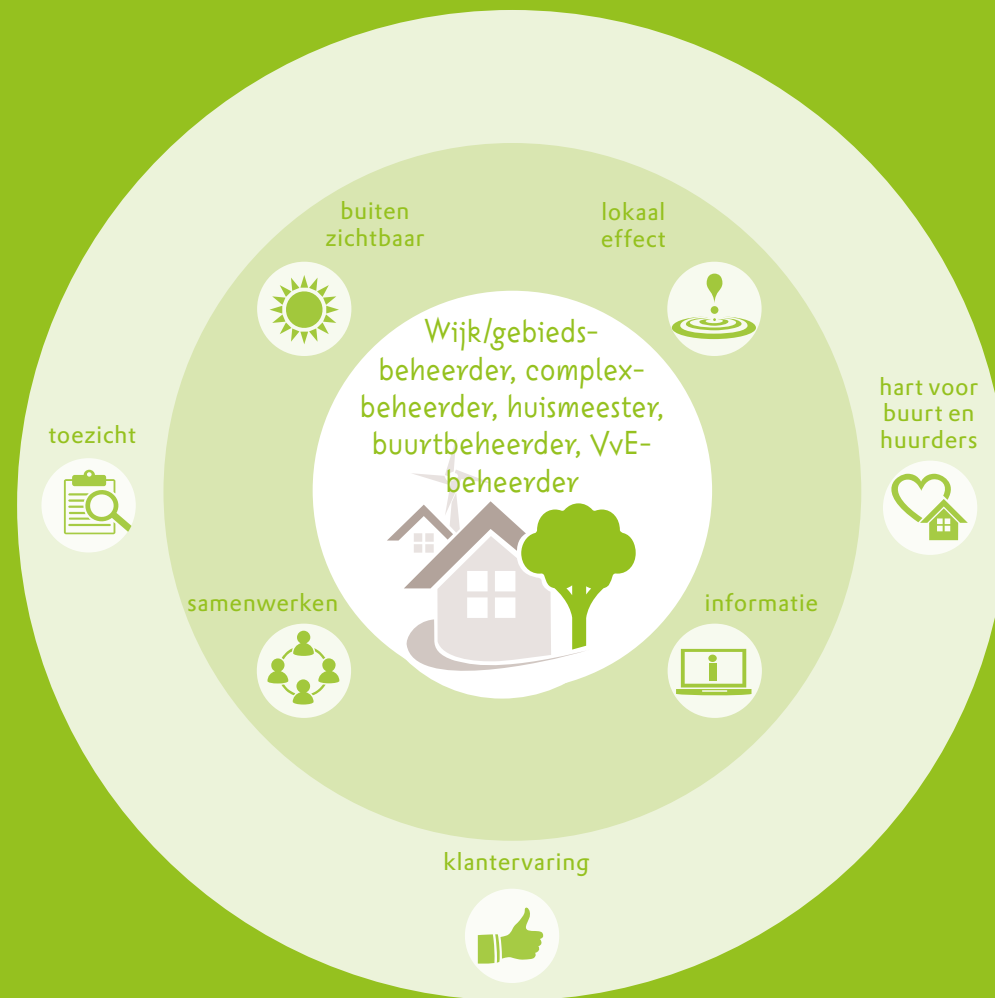 buiten
zichtbaar
lokaal
effect
Wijk/gebieds-
beheerder, complex-
beheerder, huismeester,
buurtbeheerder, VvE-
beheerder
toezicht
hart voor
buurt en
huurders
samenwerken
informatie
klantervaring